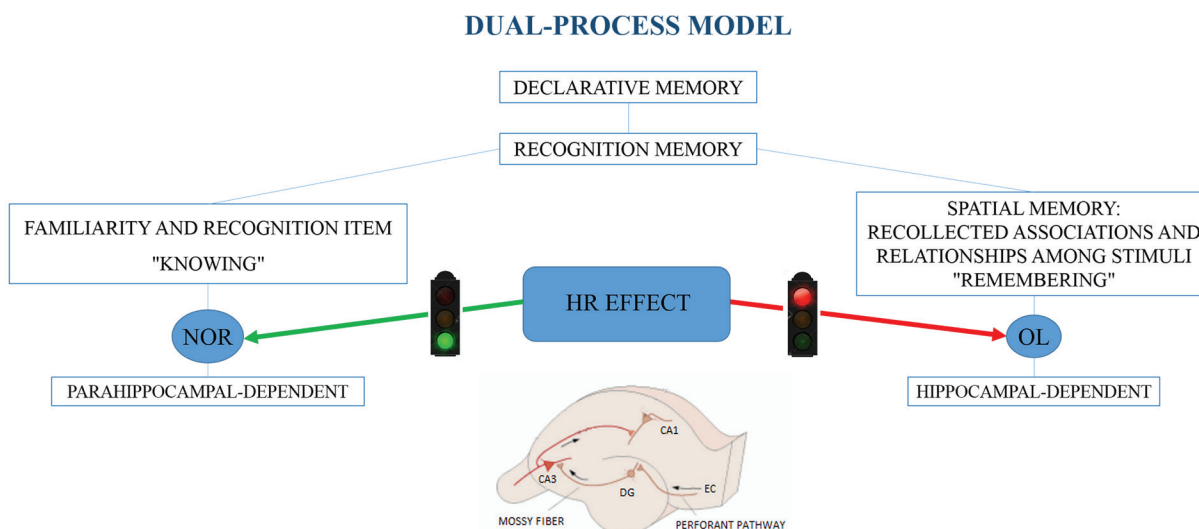 DUAL-PROCESS MODEL
DECLARATIVE MEMORY
RECOGNITION MEMORY
FAMILIARITY AND RECOGNITION ITEM
"KNOWING"
SPATIAL MEMORY:
RECOLLECTED ASSOCIATIONS AND
RELATIONSHIPS AMONG STIMULI
"REMEMBERING"
HR EFFECT
NOR
OL
PARAHIPPOCAMPAL-DEPENDENT
HIPPOCAMPAL-DEPENDENT
CA1
CA3
DG
EC
MOSSY FIBER
PERFORANT PATHWAY